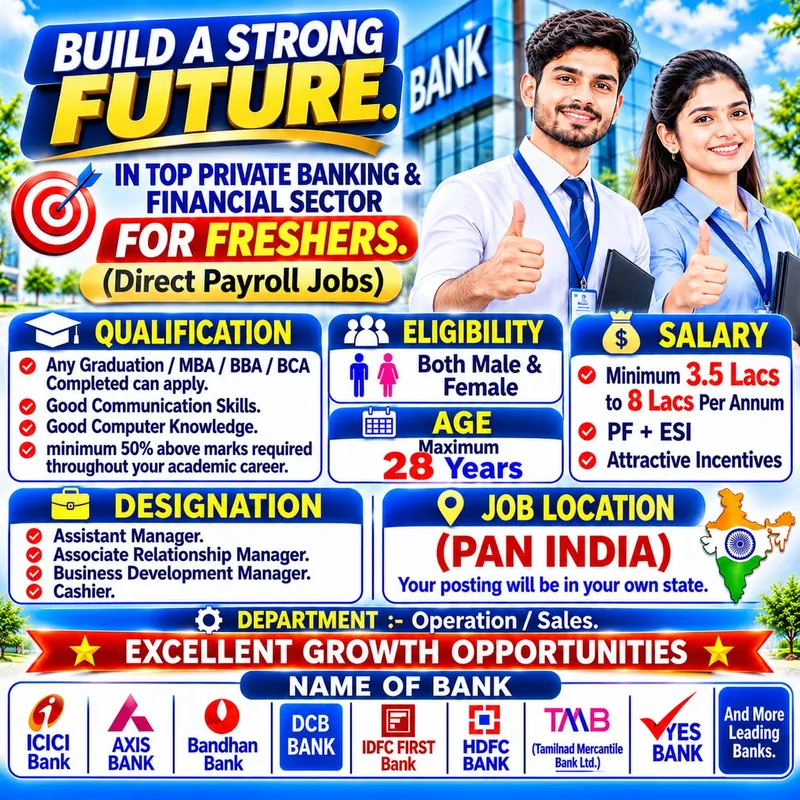 BUILD A STRONG
FUTURE.
BANK
IN TOP PRIVATE BANKING &
FINANCIAL SECTOR
FOR FRESHERS.
(Direct Payroll Jobs)
QUALIFICATION
Any Graduation / MBA / BBA / BCA
Completed can apply.
Good Communication Skills.
Good Computer Knowledge.
minimum 50% above marks required
throughout your academic career.
ELIGIBILITY
Both Male &
Female
AGE
Maximum
28 Years
$ SALARY
Minimum 3.5 Lacs
to 8 Lacs Per Annum
PF + ESI
Attractive Incentives
DESIGNATION
Assistant Manager.
Associate Relationship Manager.
Business Development Manager.
Cashier.
JOB LOCATION
(PAN INDIA)
Your posting will be in your own state.
DEPARTMENT :- Operation / Sales.
EXCELLENT GROWTH OPPORTUNITIES
NAME OF BANK
ICICI
Bank
AXIS
BANK
Bandhan
Bank
DCB
BANK
IDFC FIRST
Bank
HDFC
BANK
TMB
(Tamilnad Mercantile
Bank Ltd.)
YES
BANK
And More
Leading
Banks.